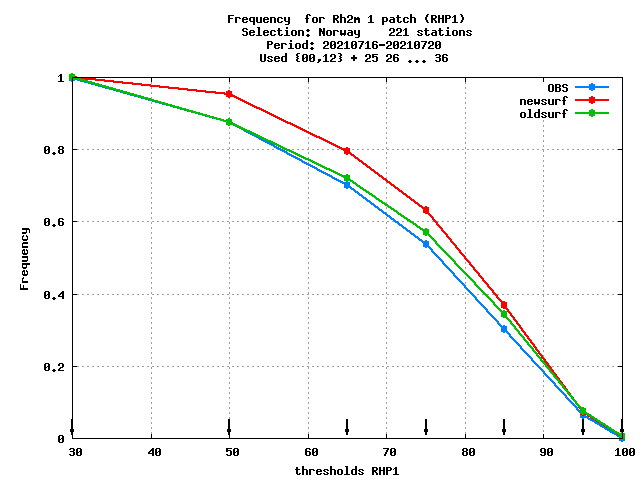 Frequency  for Rh2m 1 patch (RHP1)
Selection: Norway    221 stations
Period: 20210716-20210720
Used {00,12} + 25 26 ... 36
OBS
newsurf
oldsurf
1
0.8
0.6
0.4
0.2
0
Frequency
30 40 50 60 70 80 90 100
thresholds RHP1